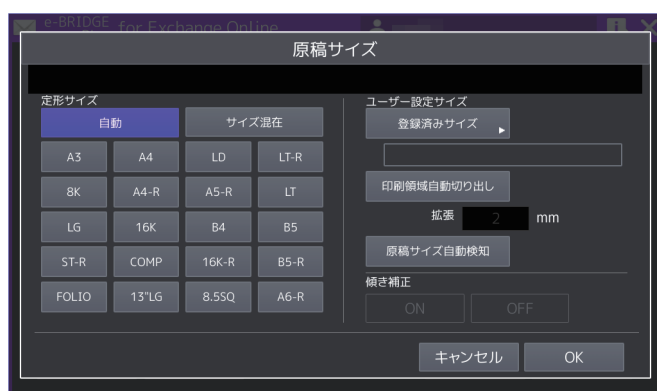 e-BRIDGE for Exchange Online
原稿サイズ
定形サイズ
自動 サイズ混在
A3 A4 LD LT-R
8K A4-R A5-R LT
LG 16K B4 B5
ST-R COMP 16K-R B5-R
FOLIO 13"LG 8.5SQ A6-R
ユーザー設定サイズ
登録済みサイズ
印刷領域自動切り出し
拡張 2 mm
原稿サイズ自動検知
傾き補正
ON OFF
キャンセル OK